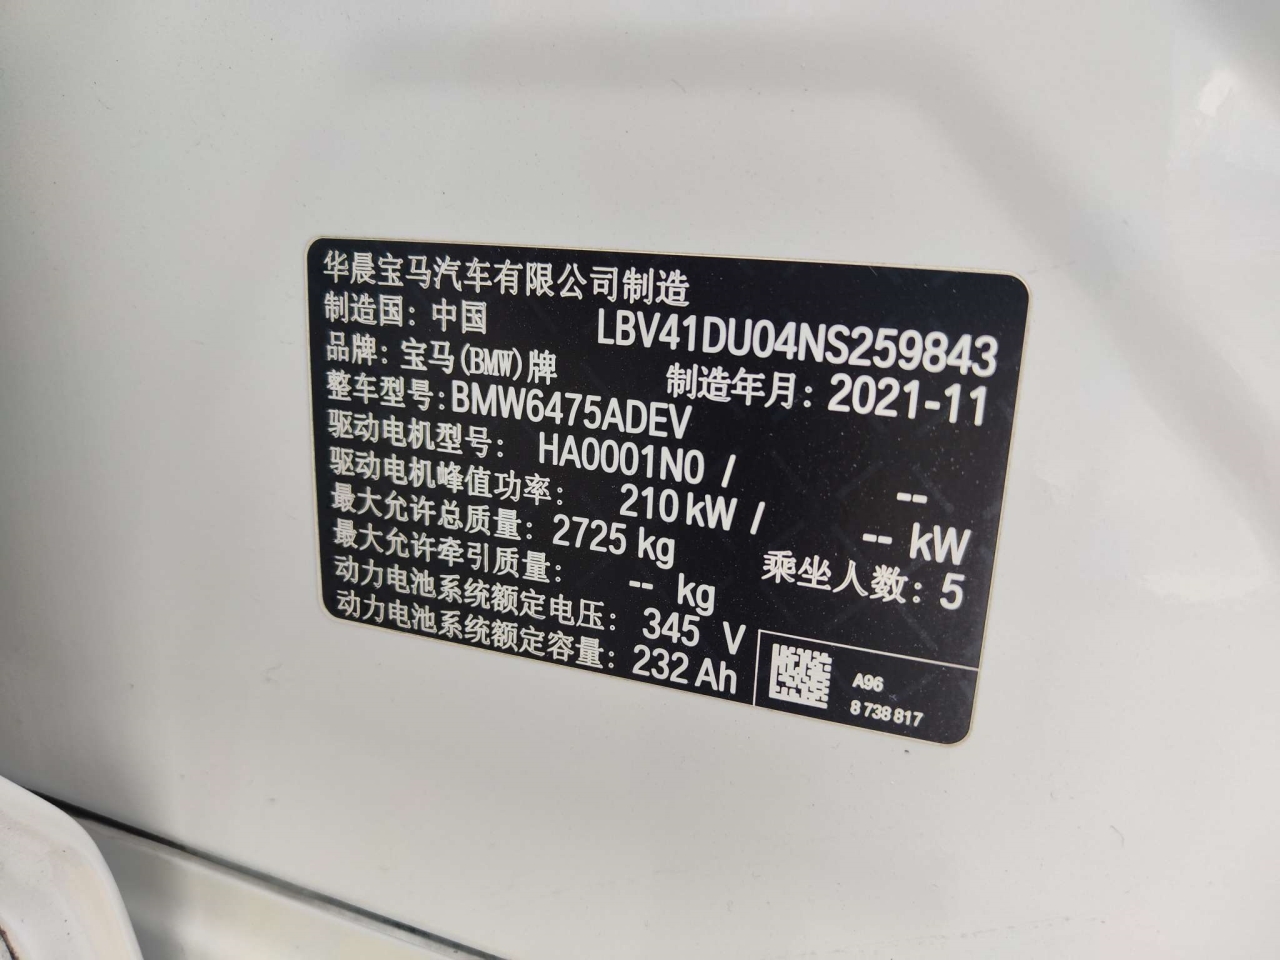 华晨宝马汽车有限公司制造
制造国：中国 LBV41DU04NS259843
品牌：宝马(BMW)牌 制造年月：2021-11
整车型号:BMW6475ADEV
驱动电机型号： HA0001N0 / --
驱动电机峰值功率： 210 kW / -- kW
最大允许总质量：2725 kg 乘坐人数：5
最大允许牵引质量： -- kg
动力电池系统额定电压： 345 V
动力电池系统额定容量：232 Ah
A96
8 738 817